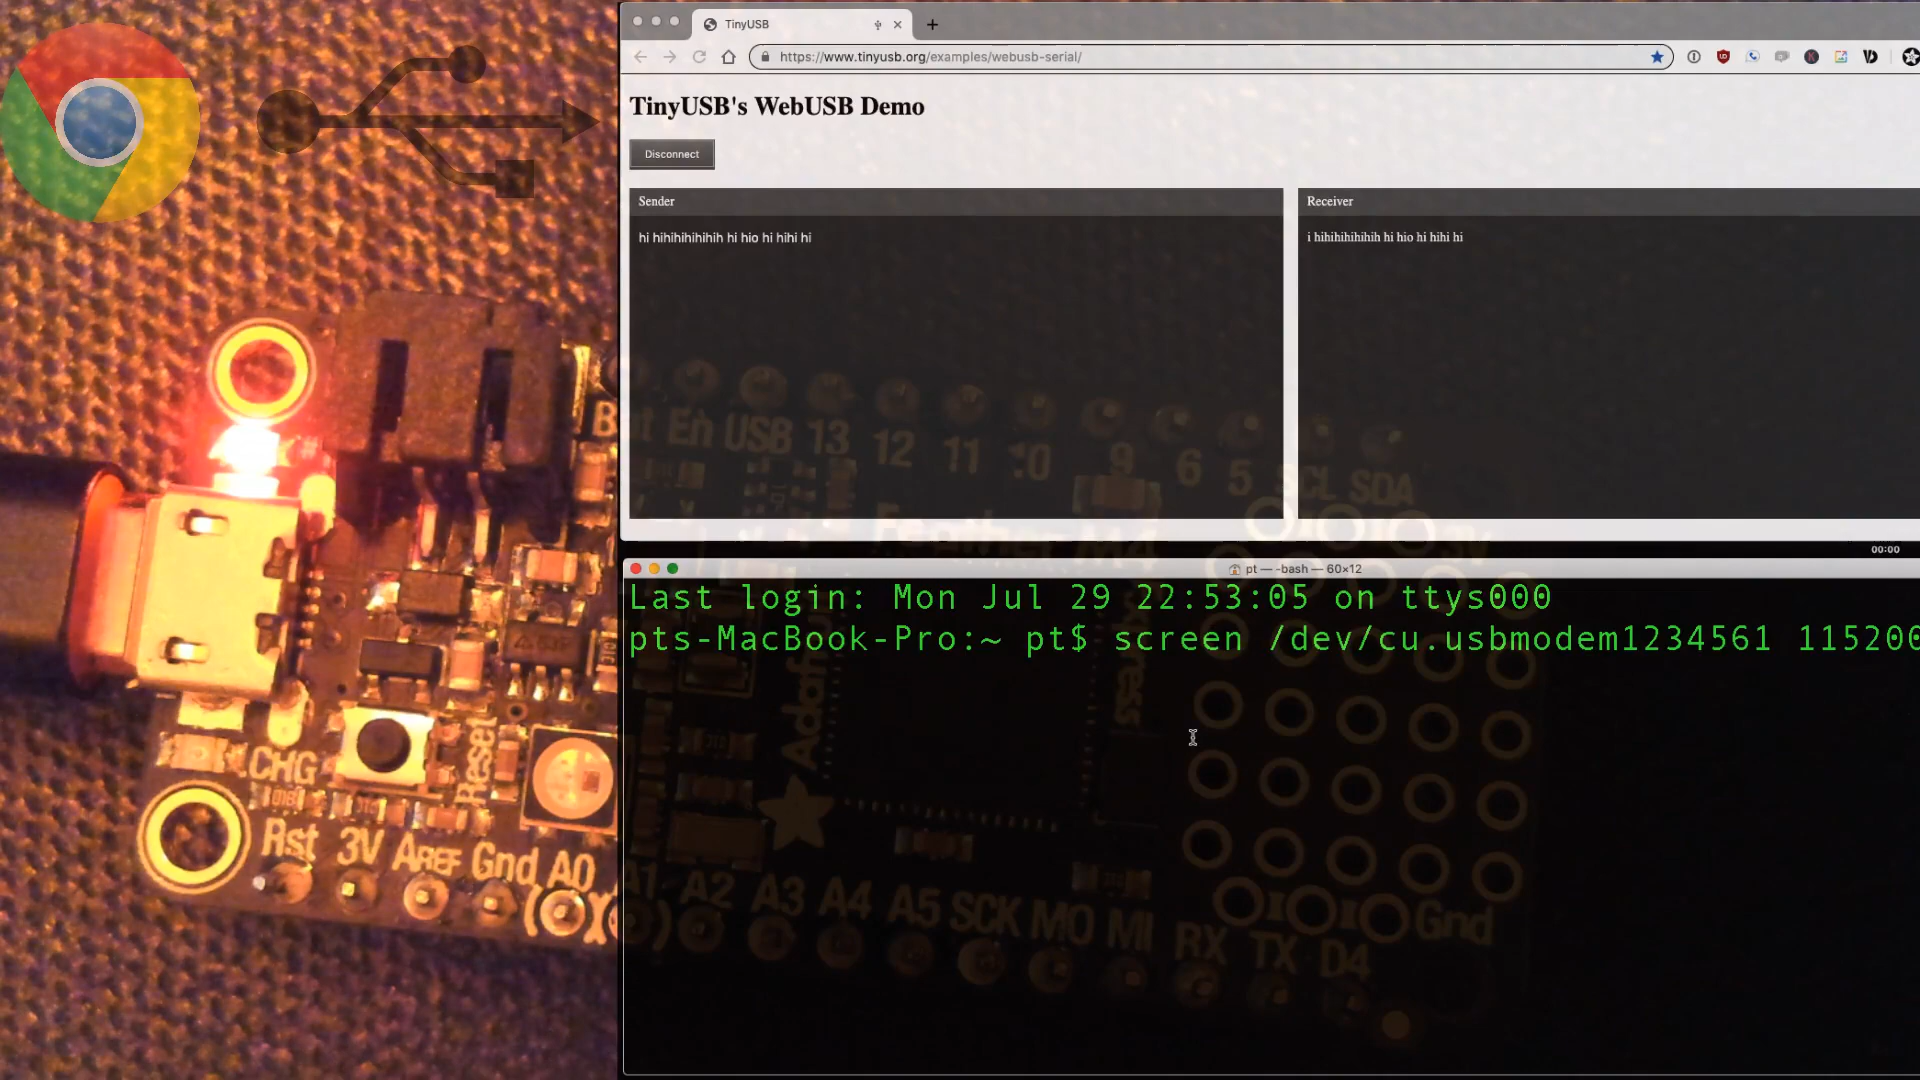 TinyUSB
https://www.tinyusb.org/examples/webusb-serial/
TinyUSB's WebUSB Demo
Disconnect
Sender
Receiver
hi hihihihihihih hi hio hi hihi hi
i hihihihihihih hi hio hi hihi hi
En USB 13 12 11 10 9 6 5 SCL SDA
Feather M4
00:00
pt — -bash — 60×12
Last login: Mon Jul 29 22:53:05 on ttys000
pts-MacBook-Pro:~ pt$ screen /dev/cu.usbmodem1234561 115200
Reset
CHG
Rst 3V AREF Gnd A0 A1 A2 A3 A4 A5 SCK MO MI RX TX D4
Gnd